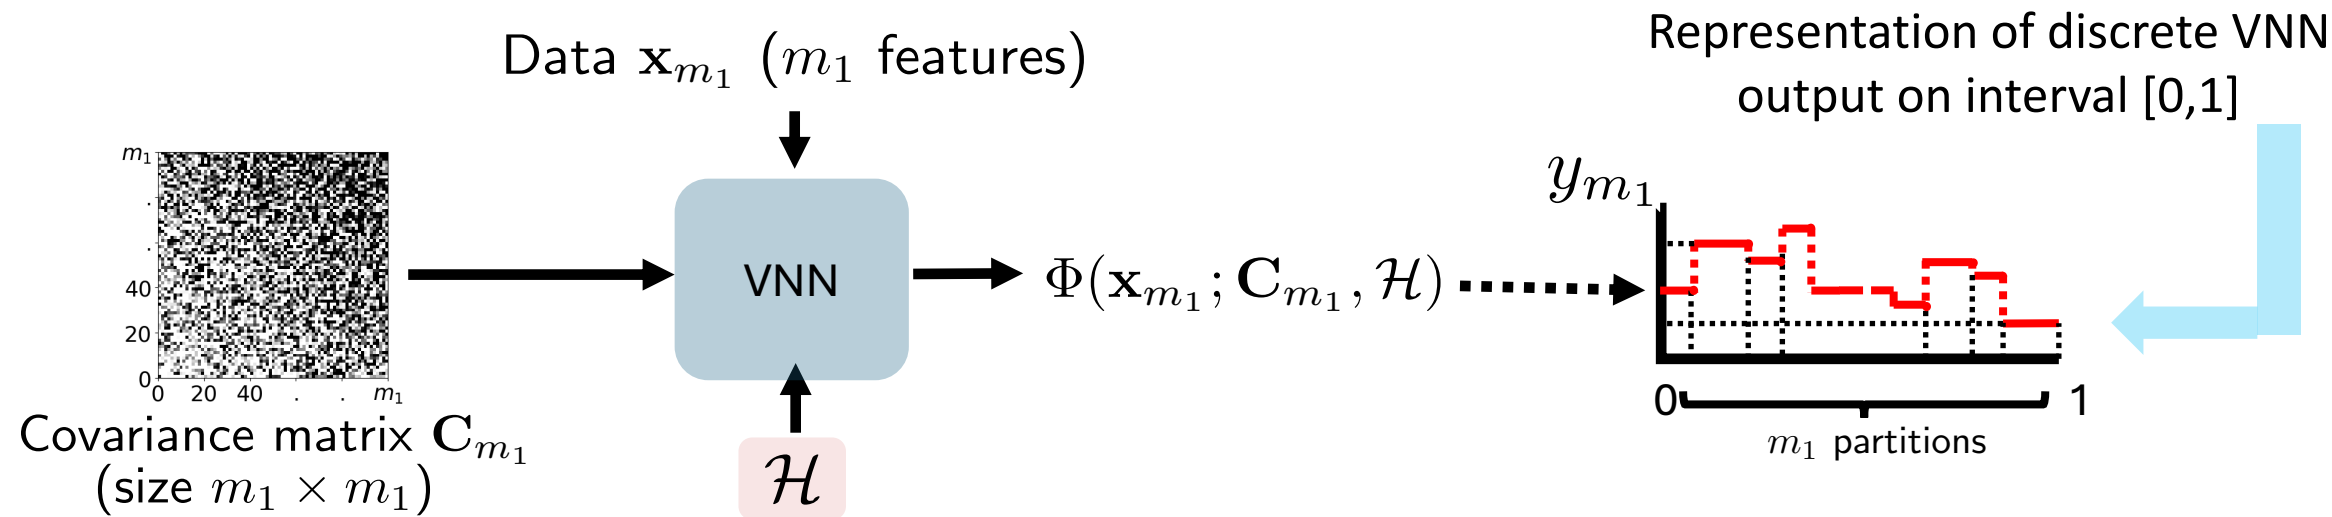 Data x_{m_1} (m_1 features)
Representation of discrete VNN
output on interval [0,1]
m_1
.
.
40
20
0
0 20 40 . . m_1
Covariance matrix C_{m_1}
(size m_1 × m_1)
VNN
ℋ
Φ(x_{m_1}; C_{m_1}, ℋ)
y_{m_1}
0 1
m_1 partitions